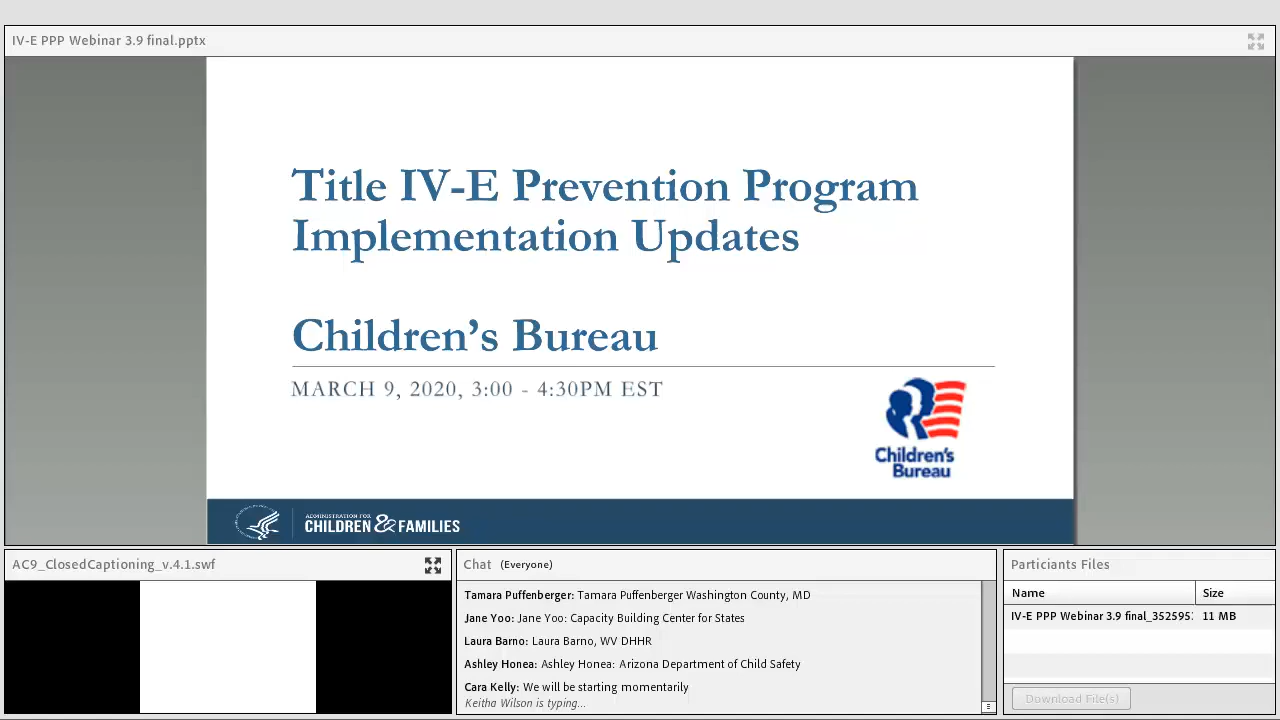 IV-E PPP Webinar 3.9 final.pptx
Title IV-E Prevention Program
Implementation Updates
Children’s Bureau
MARCH 9, 2020, 3:00 - 4:30PM EST
Children's
Bureau
ADMINISTRATION FOR
CHILDREN & FAMILIES
AC9_ClosedCaptioning_v.4.1.swf
Chat (Everyone)
Tamara Puffenberger: Tamara Puffenberger Washington County, MD
Jane Yoo: Jane Yoo: Capacity Building Center for States
Laura Barno: Laura Barno, WV DHHR
Ashley Honea: Ashley Honea: Arizona Department of Child Safety
Cara Kelly: We will be starting momentarily
Keitha Wilson is typing...
Particiants Files
Name Size
IV-E PPP Webinar 3.9 final_352595 11 MB
Download File(s)